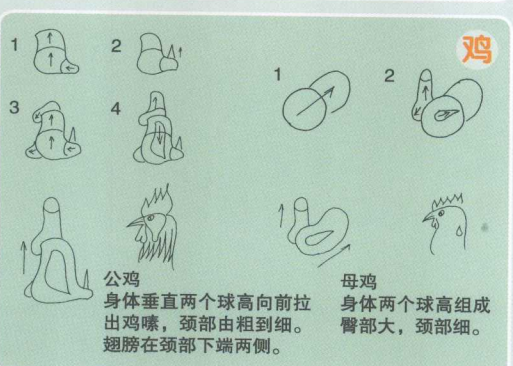 鸡
1
2
3
4
1
2
公鸡
身体垂直两个球高向前拉
出鸡嗉，颈部由粗到细。
翅膀在颈部下端两侧。
母鸡
身体两个球高组成
臀部大，颈部细。